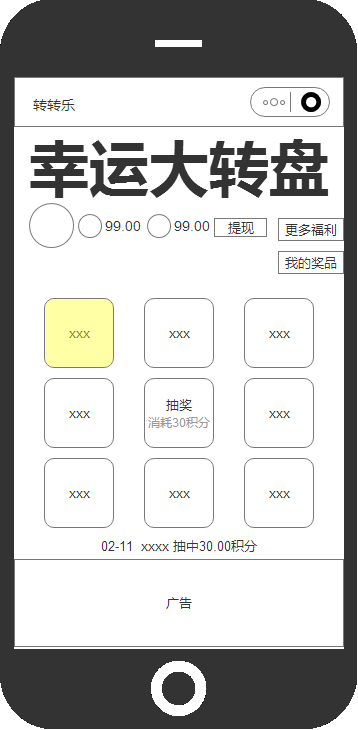 转转乐
幸运大转盘
99.00 99.00 提现 更多福利
我的奖品
xxx xxx xxx
xxx 抽奖 xxx
消耗30积分
xxx xxx xxx
02-11 xxxx 抽中30.00积分
广告